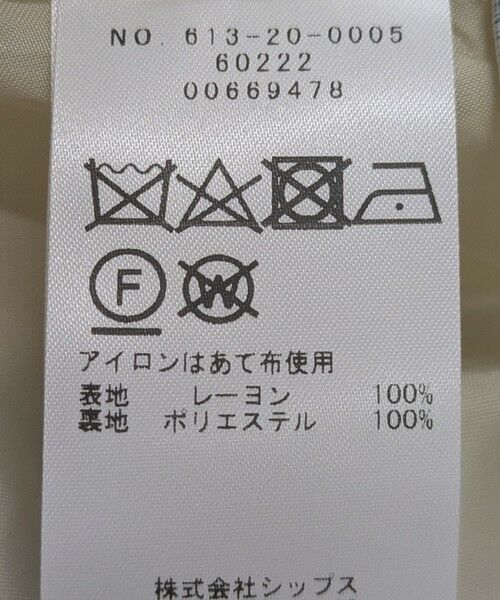 NO. 613-20-0005
60222
00669478
F W
アイロンはあて布使用
表地 レーヨン 100%
裏地 ポリエステル 100%
株式会社シップス